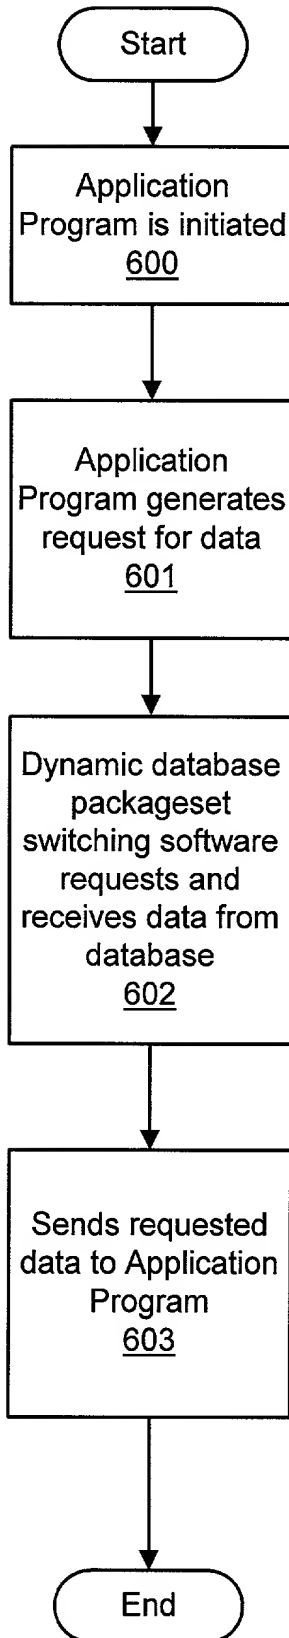 Start
Application
Program is initiated
600
Application
Program generates
request for data
601
Dynamic database
packageset
switching software
requests and
receives data from
database
602
Sends requested
data to Application
Program
603
End